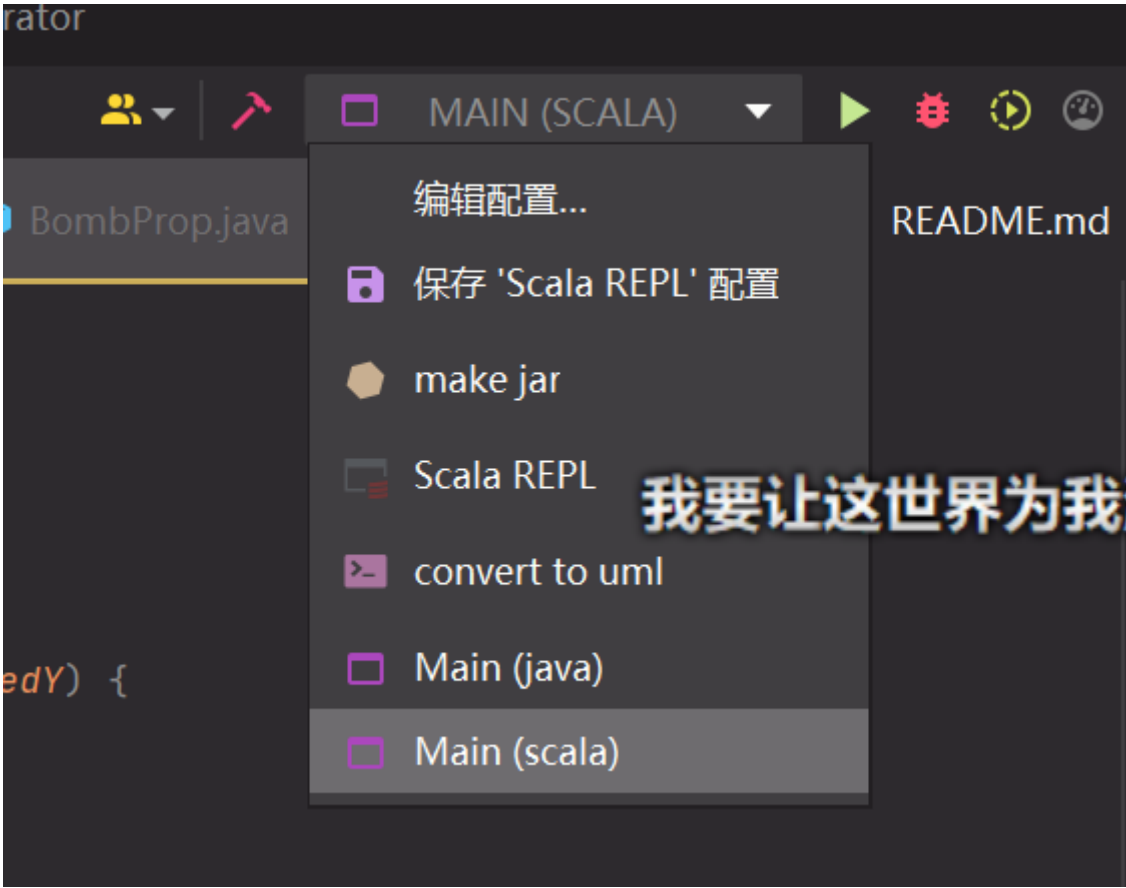 rator
MAIN (SCALA)
BombProp.java
README.md
编辑配置...
保存 'Scala REPL' 配置
make jar
Scala REPL
我要让这世界为我
convert to uml
Main (java)
edY) {
Main (scala)